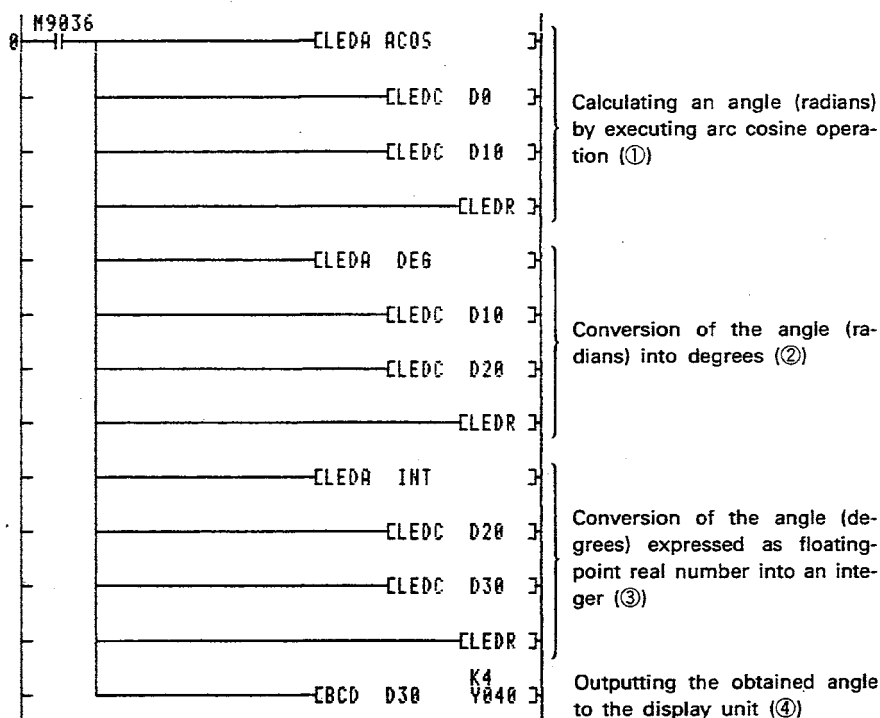 M9036
0
[LEDA ACOS ]
[LEDC D0 ]
[LEDC D10 ]
[LEDR ]
Calculating an angle (radians)
by executing arc cosine opera-
tion (①)
[LEDA DEG ]
[LEDC D10 ]
[LEDC D20 ]
[LEDR ]
Conversion of the angle (ra-
dians) into degrees (②)
[LEDA INT ]
[LEDC D20 ]
[LEDC D30 ]
[LEDR ]
Conversion of the angle (de-
grees) expressed as floating-
point real number into an inte-
ger (③)
K4
[BCD D30 Y040 ]
Outputting the obtained angle
to the display unit (④)